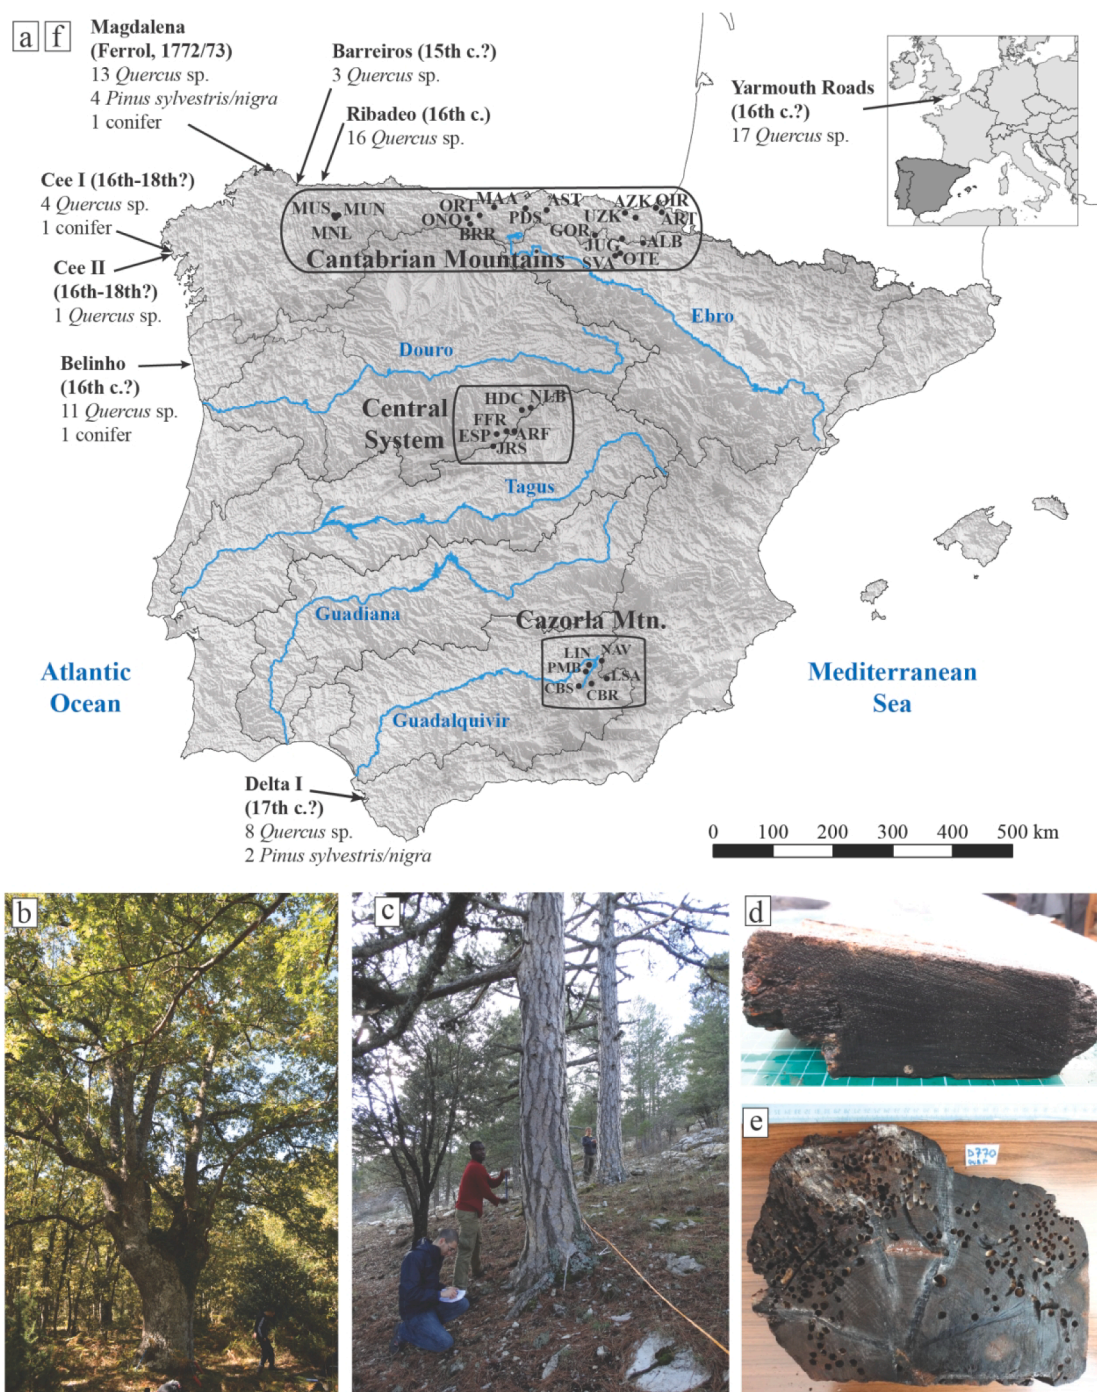 a f
Magdalena
(Ferrol, 1772/73)
13 Quercus sp.
4 Pinus sylvestris/nigra
1 conifer
Barreiros (15th c.?)
3 Quercus sp.
Ribadeo (16th c.)
16 Quercus sp.
Yarmouth Roads
(16th c.?)
17 Quercus sp.
Cee I (16th-18th?)
4 Quercus sp.
1 conifer
Cee II
(16th-18th?)
1 Quercus sp.
Belinho
(16th c.?)
11 Quercus sp.
1 conifer
MUS MUN
MNL
ORT MAA
ONO
BRR
PDS AST
UZK AZK OIR
ART
GOR
JUG ALB
SVA OTE
Cantabrian Mountains
Ebro
Douro
Central
System
HDC NLB
FFR
ESP ARF
JRS
Tagus
Guadiana
Cazorla Mtn.
LIN NAV
PMB
LSA
CBS CBR
Guadalquivir
Atlantic
Ocean
Mediterranean
Sea
Delta I
(17th c.?)
8 Quercus sp.
2 Pinus sylvestris/nigra
0 100 200 300 400 500 km
b
c
d
e
D770